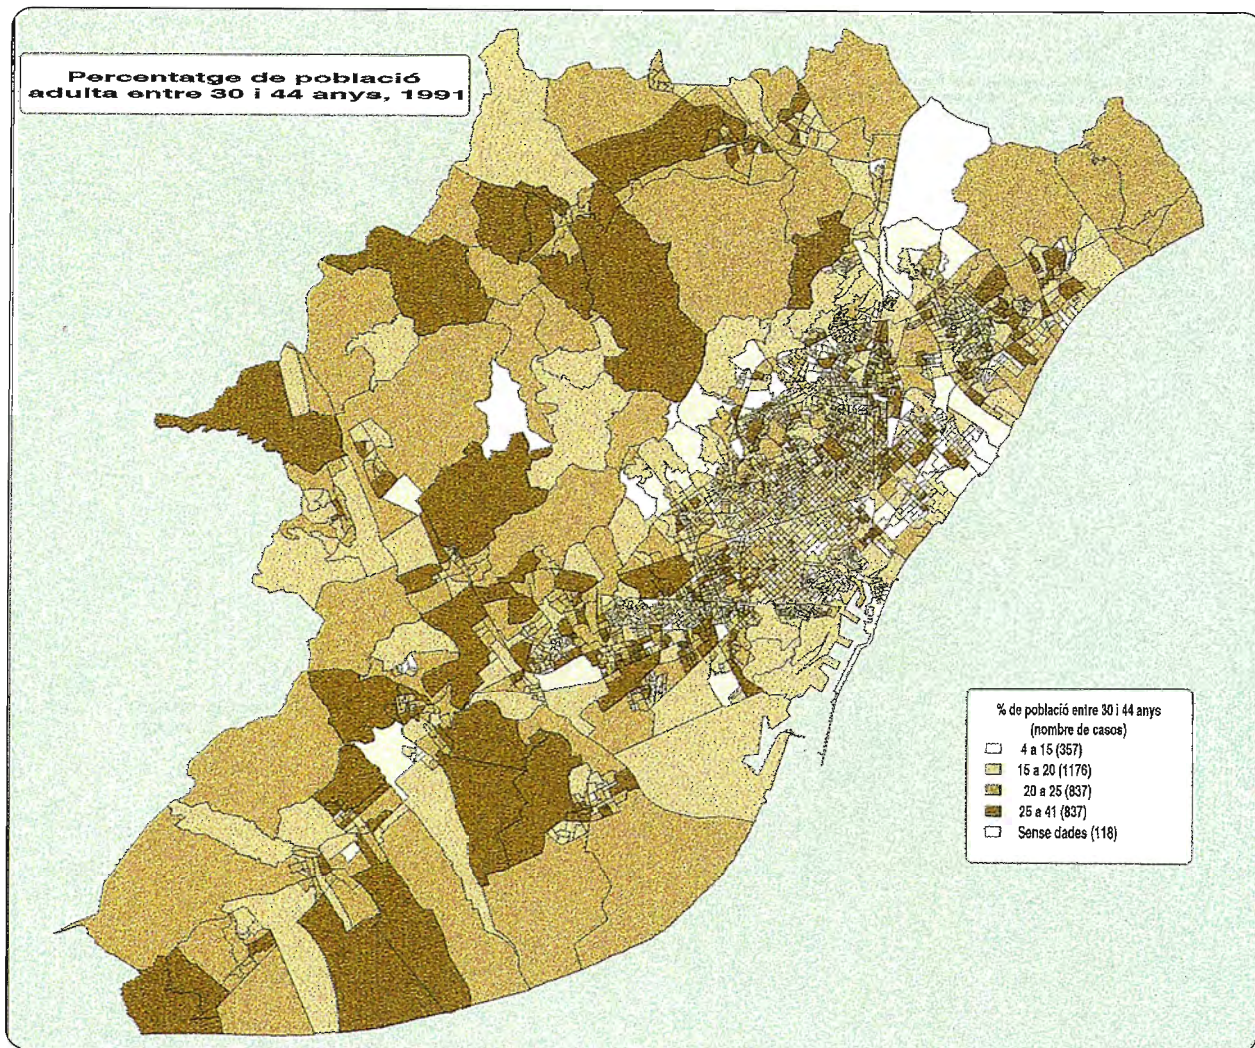 Percentatge de població
adulta entre 30 i 44 anys, 1991
% de població entre 30 i 44 anys
(nombre de casos)
4 a 15 (357)
15 a 20 (1176)
20 a 25 (837)
25 a 41 (837)
Sense dades (118)